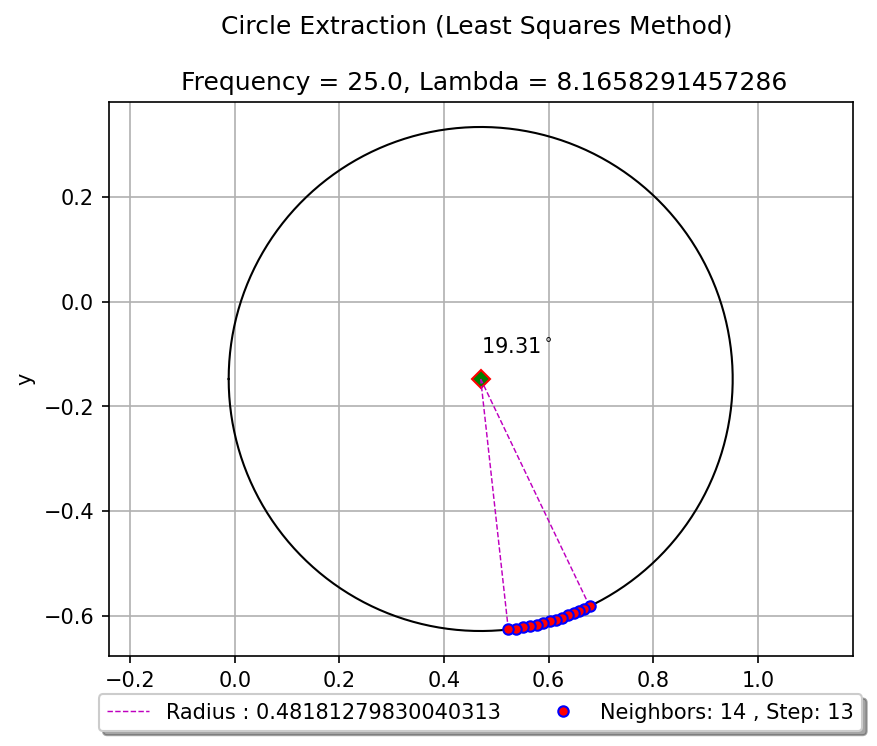 Circle Extraction (Least Squares Method)
Frequency = 25.0, Lambda = 8.1658291457286
0.2
0.0
−0.2
−0.4
−0.6
y
19.31°
−0.2 0.0 0.2 0.4 0.6 0.8 1.0
Radius : 0.48181279830040313 Neighbors: 14 , Step: 13